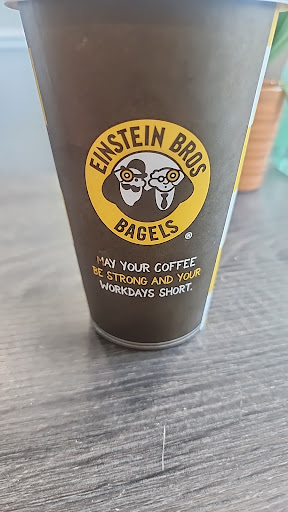 EINSTEIN BROS
BAGELS
®
MAY YOUR COFFEE
BE STRONG AND YOUR
WORKDAYS SHORT.